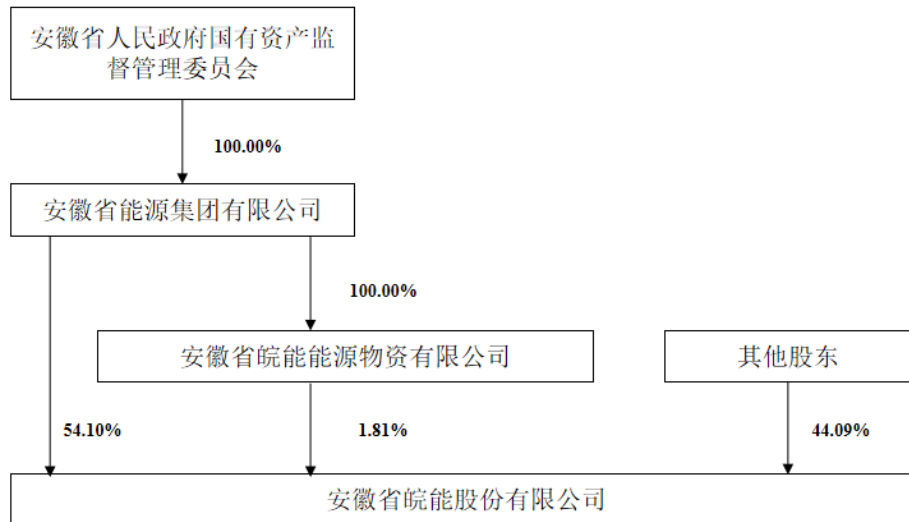 安徽省人民政府国有资产监
督管理委员会
100.00%
安徽省能源集团有限公司
100.00%
安徽省皖能能源物资有限公司
其他股东
54.10%
1.81%
44.09%
安徽省皖能股份有限公司